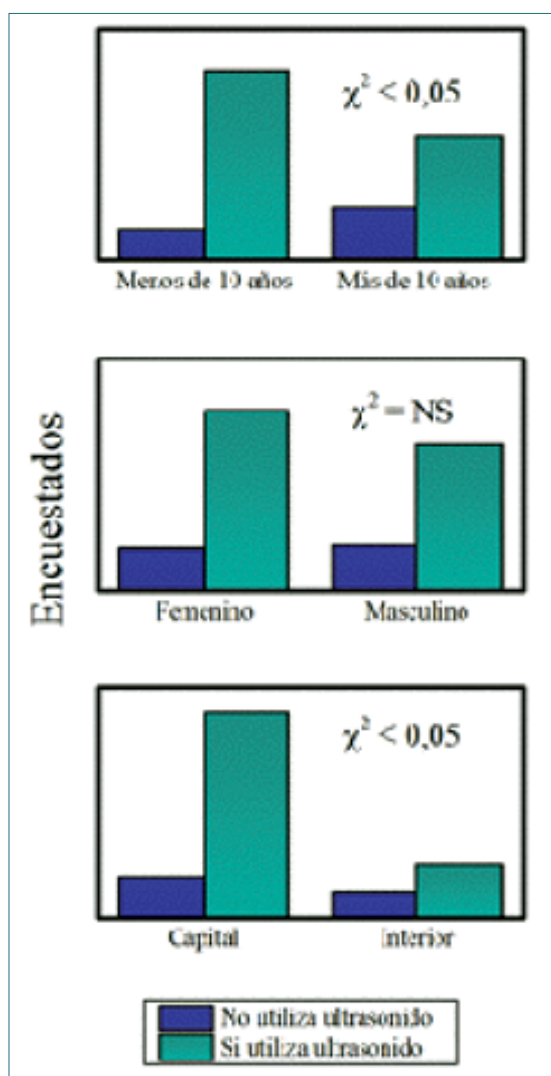 χ² < 0,05
Menos de 10 años
Más de 10 años
Encuestados
χ² = NS
Femenino
Masculino
χ² < 0,05
Capital
Interior
No utiliza ultrasonido
Si utiliza ultrasonido